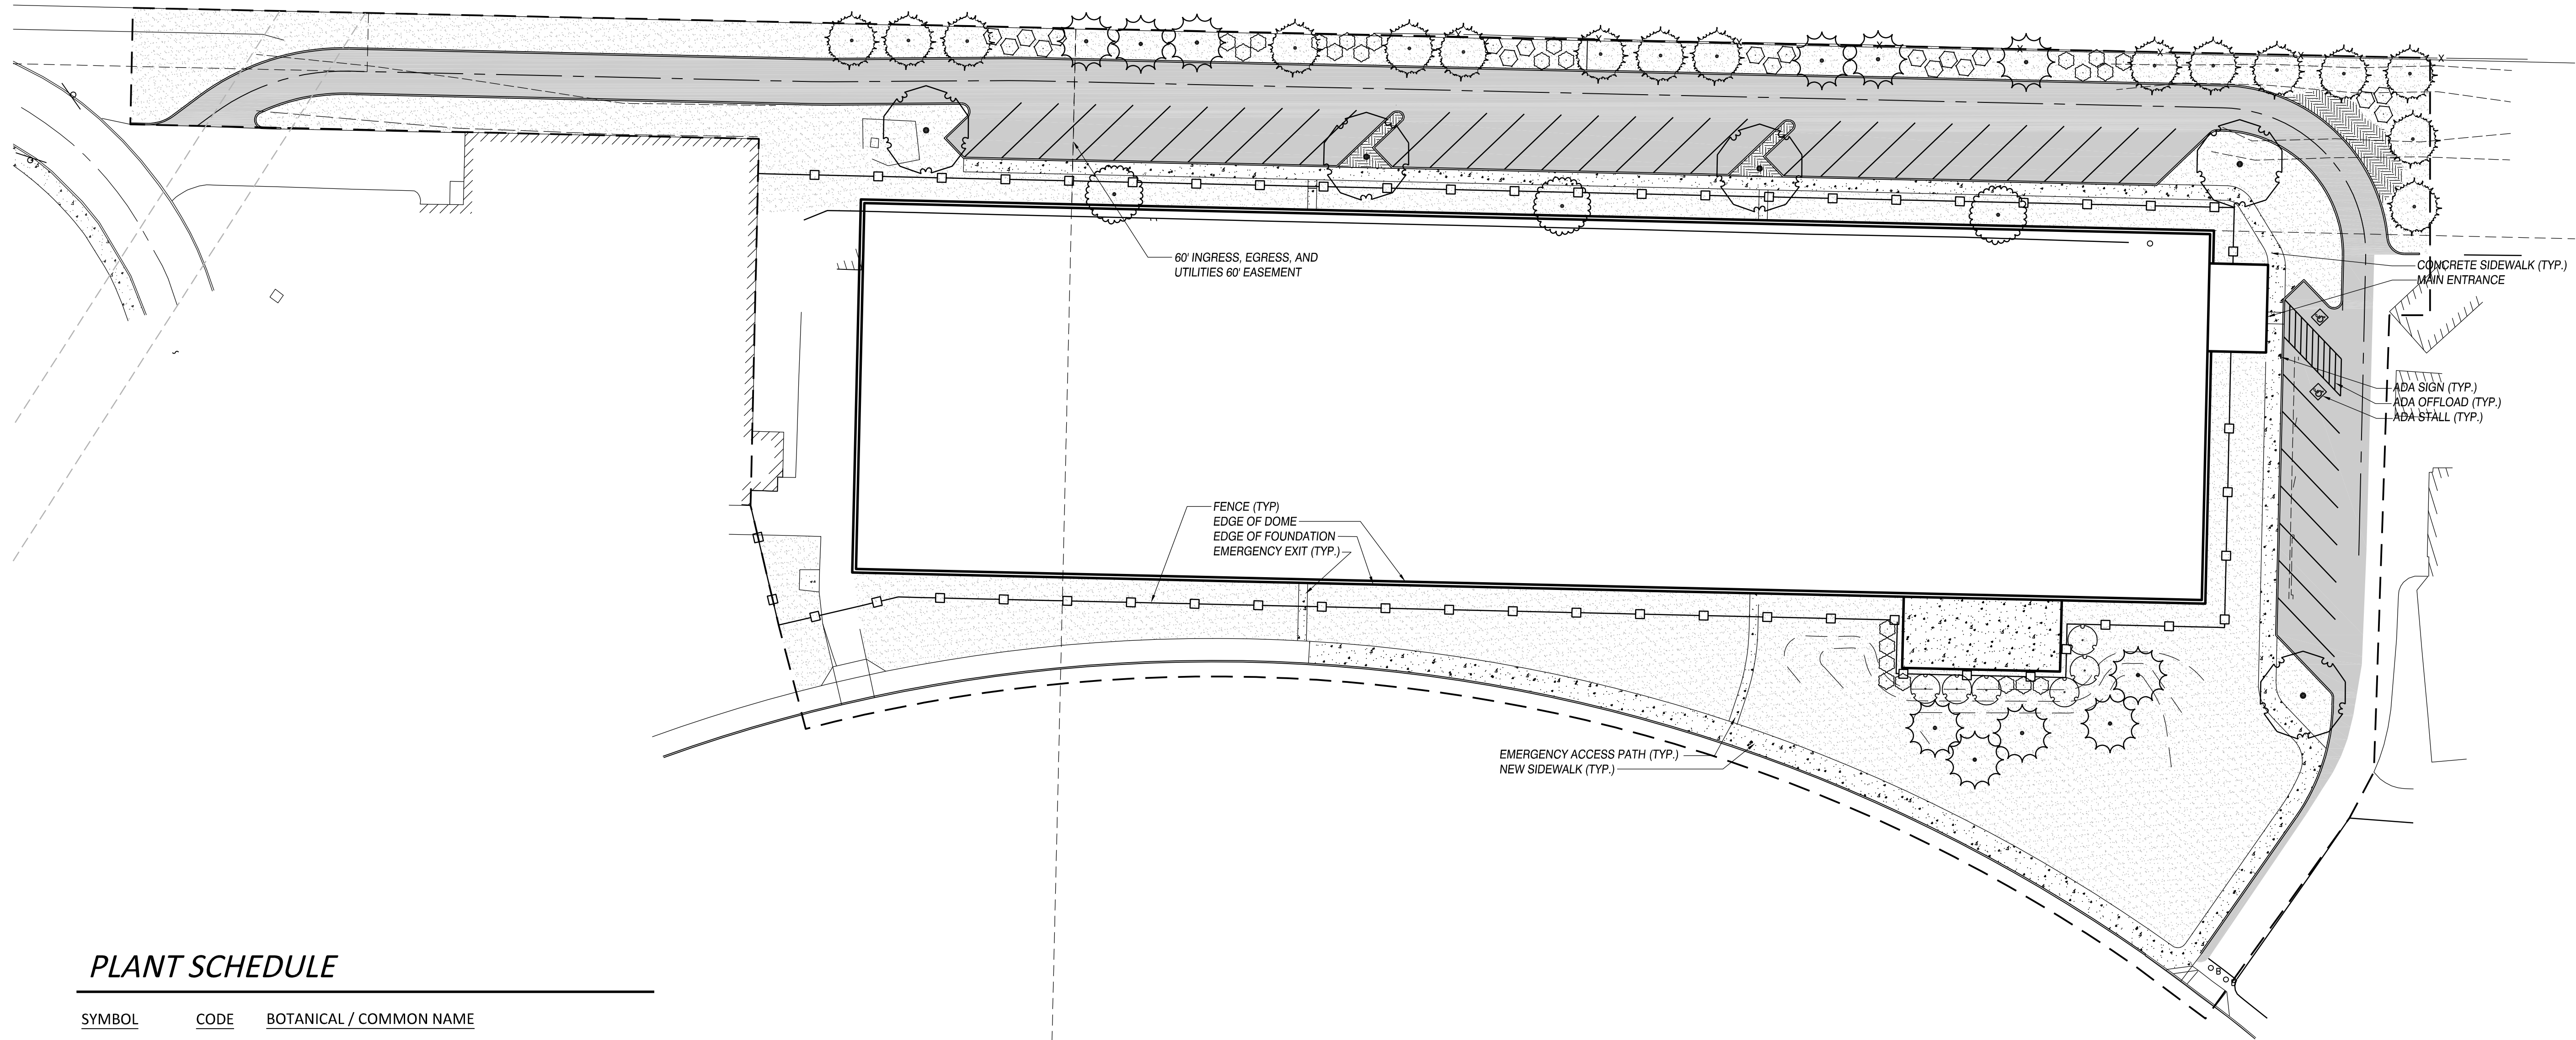 60' INGRESS, EGRESS, AND
UTILITIES 60' EASEMENT
CONCRETE SIDEWALK (TYP.)
MAIN ENTRANCE
ADA SIGN (TYP.)
ADA OFFLOAD (TYP.)
ADA STALL (TYP.)
FENCE (TYP)
EDGE OF DOME
EDGE OF FOUNDATION
EMERGENCY EXIT (TYP.)
EMERGENCY ACCESS PATH (TYP.)
NEW SIDEWALK (TYP.)
PLANT SCHEDULE
SYMBOL CODE BOTANICAL / COMMON NAME